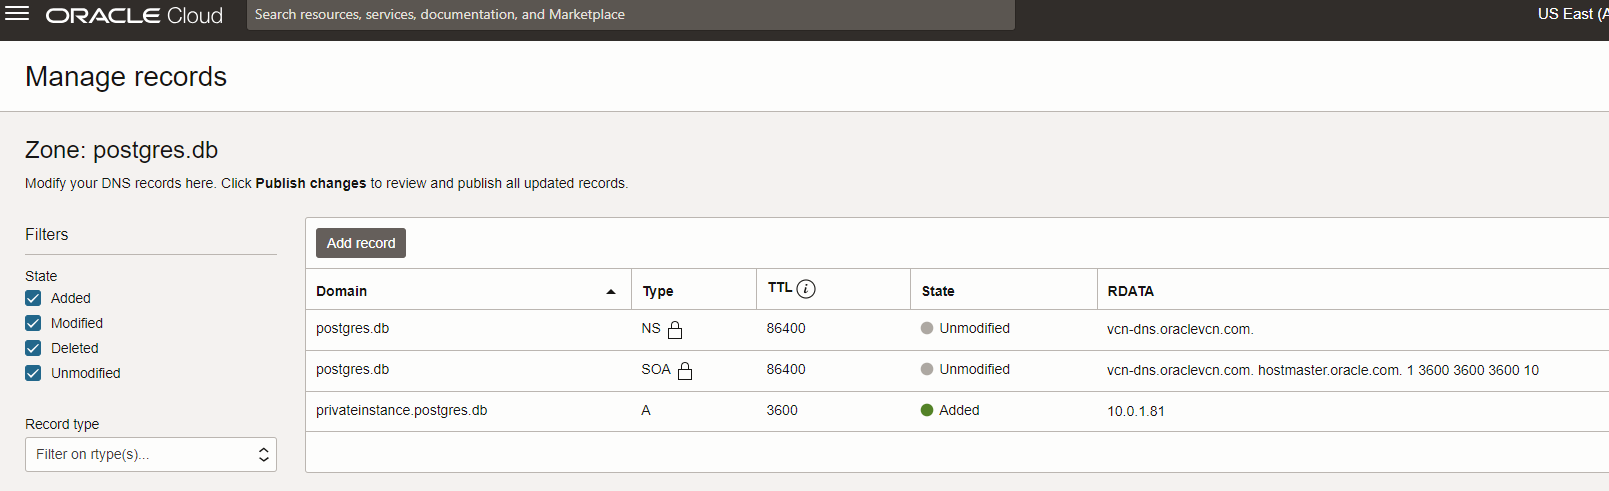 ORACLE Cloud
Search resources, services, documentation, and Marketplace
US East (A
Manage records
Zone: postgres.db
Modify your DNS records here. Click Publish changes to review and publish all updated records.
Filters
State
Added
Modified
Deleted
Unmodified
Record type
Filter on rtype(s)...
Add record
Domain Type TTL i State RDATA
postgres.db NS 86400 Unmodified vcn-dns.oraclevcn.com.
postgres.db SOA 86400 Unmodified vcn-dns.oraclevcn.com. hostmaster.oracle.com. 1 3600 3600 3600 10
privateinstance.postgres.db A 3600 Added 10.0.1.81